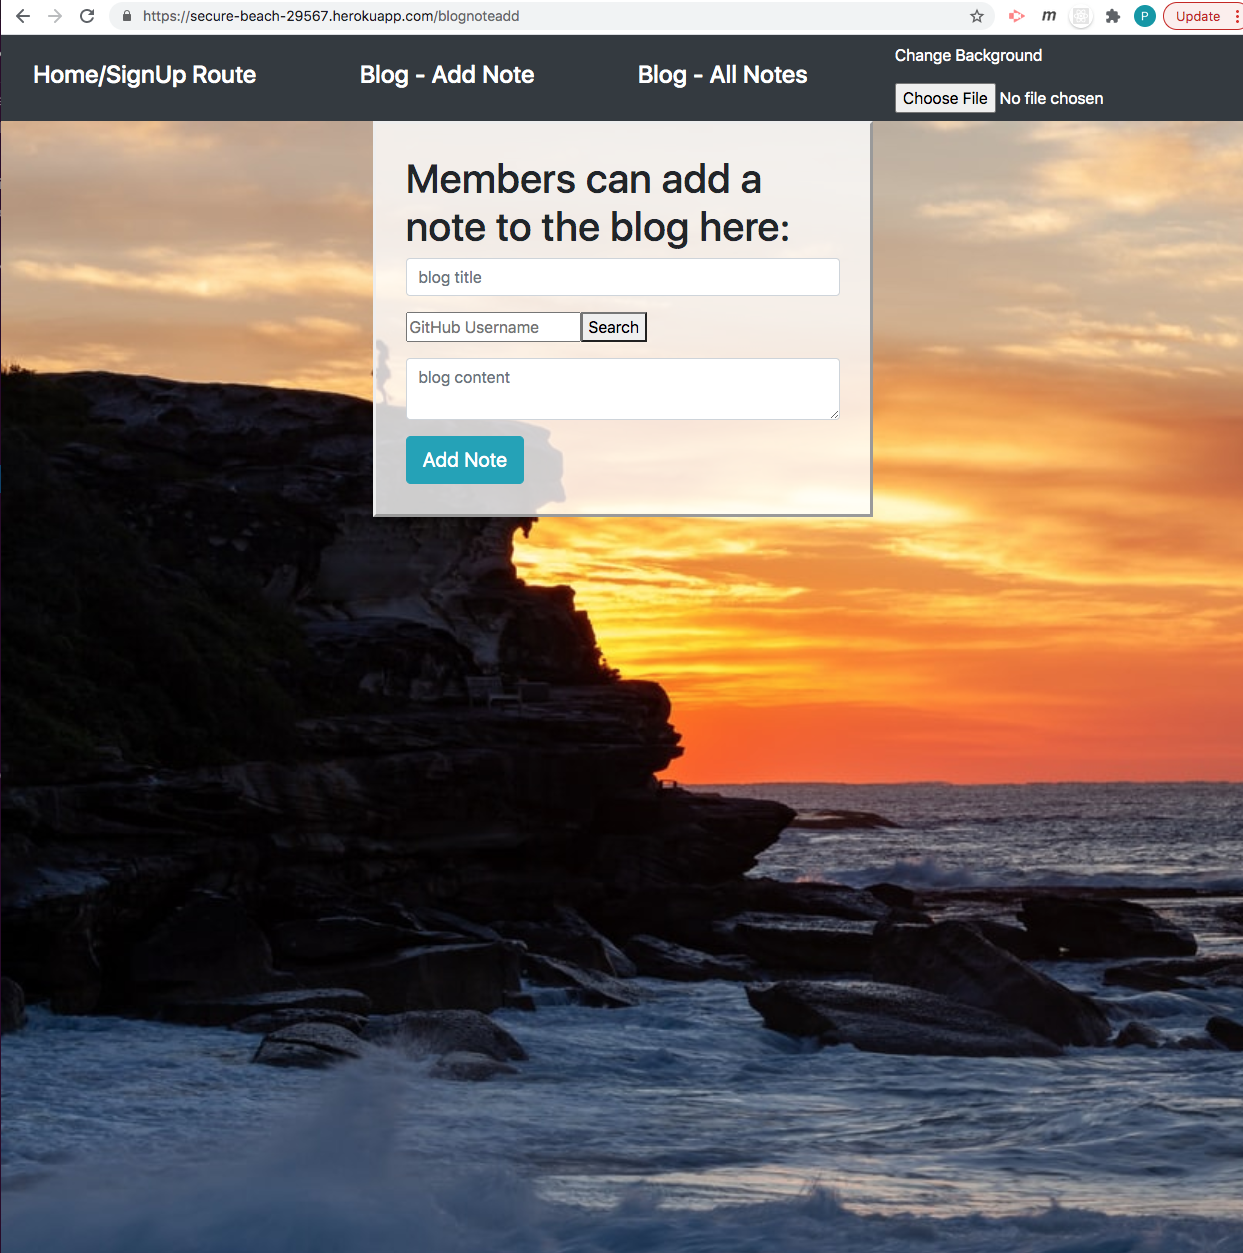 https://secure-beach-29567.herokuapp.com/blognoteadd
m
P
Update
Home/SignUp Route
Blog - Add Note
Blog - All Notes
Change Background
Choose File No file chosen
Members can add a
note to the blog here:
blog title
GitHub Username Search
blog content
Add Note